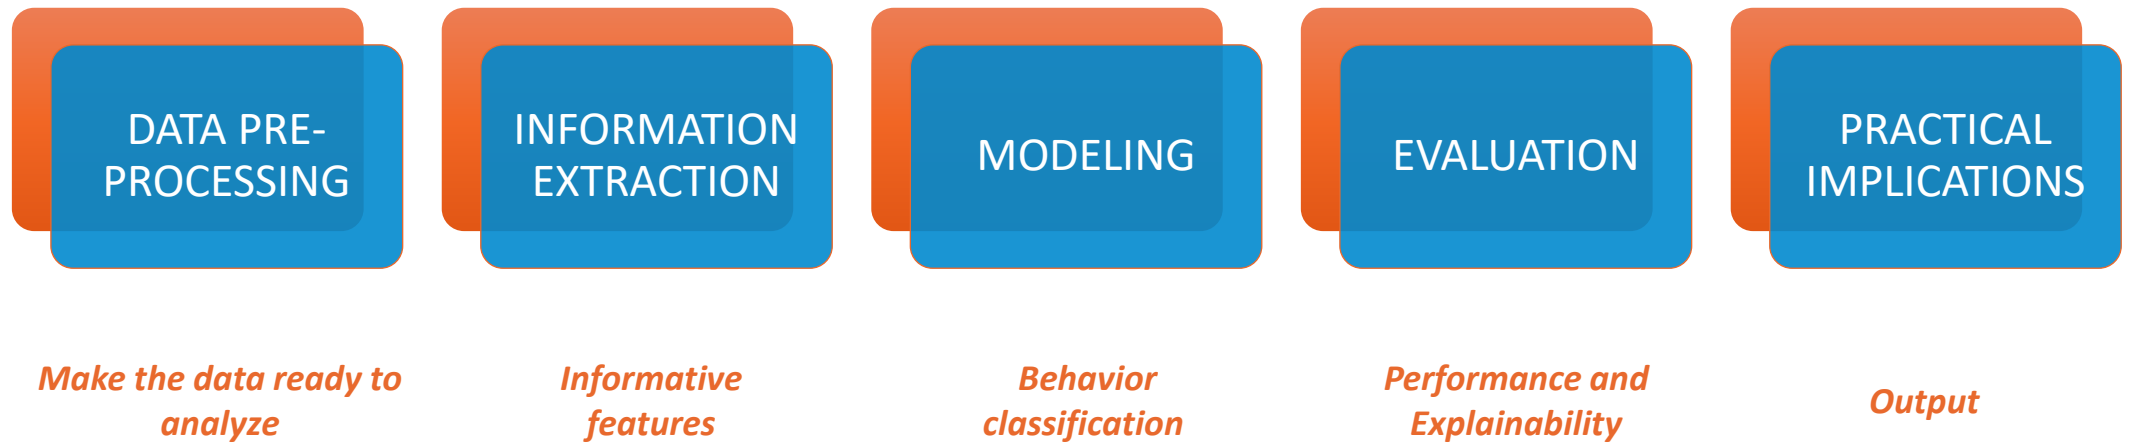 DATA PRE-
PROCESSING
INFORMATION
EXTRACTION
MODELING
EVALUATION
PRACTICAL
IMPLICATIONS
Make the data ready to
analyze
Informative
features
Behavior
classification
Performance and
Explainability
Output